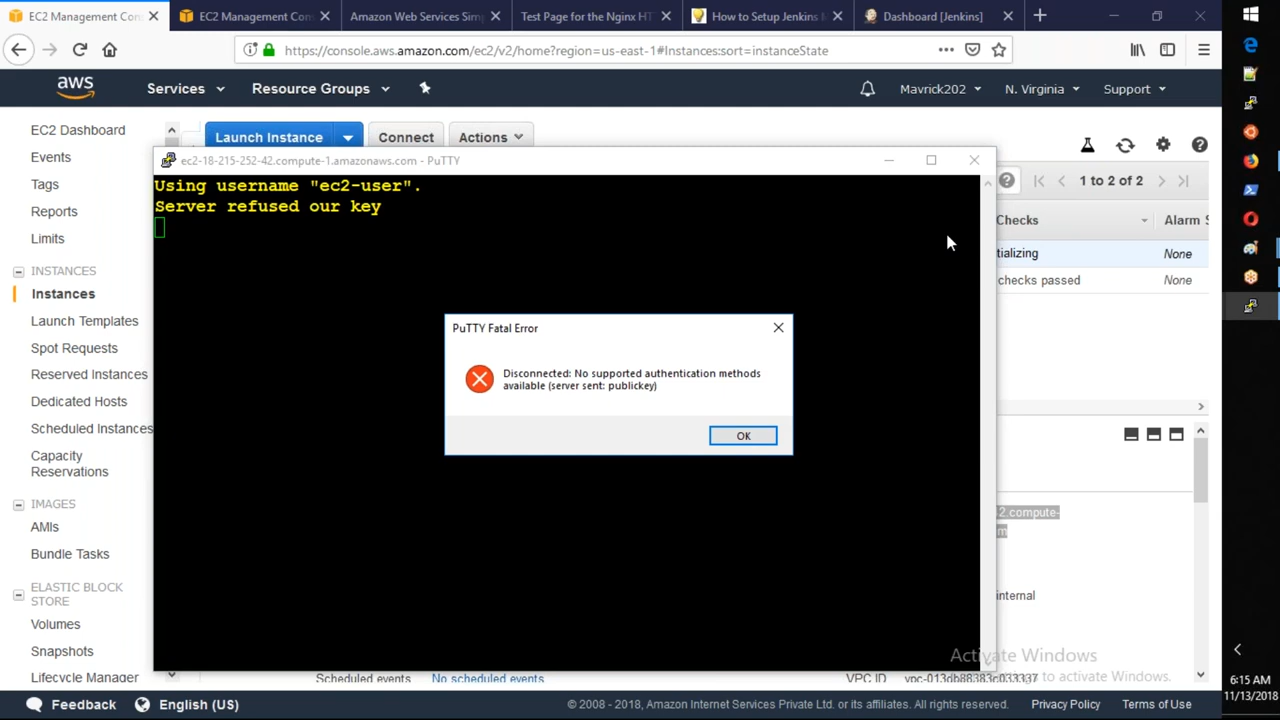 EC2 Management Con
EC2 Management Cons
Amazon Web Services Sim
Test Page for the Nginx HT
How to Setup Jenkins M
Dashboard [Jenkins]
https://console.aws.amazon.com/ec2/v2/home?region=us-east-1#Instances:sort=instanceState
aws
Services
Resource Groups
Mavrick202
N. Virginia
Support
EC2 Dashboard
Events
Tags
Reports
Limits
INSTANCES
Instances
Launch Templates
Spot Requests
Reserved Instances
Dedicated Hosts
Scheduled Instances
Capacity
Reservations
IMAGES
AMIs
Bundle Tasks
ELASTIC BLOCK
STORE
Volumes
Snapshots
Lifecycle Manager
Launch Instance
Connect
Actions
1 to 2 of 2
Checks
Alarm S
tializing
None
checks passed
None
ec2-18-215-252-42.compute-1.amazonaws.com - PuTTY
Using username "ec2-user".
Server refused our key
PuTTY Fatal Error
Disconnected: No supported authentication methods
available (server sent: publickey)
OK
2.compute-
m
internal
Scheduled events
No scheduled events
VPC ID
vpc-013db88383c033337
Activate Windows
to activate Windows.
Feedback
English (US)
© 2008 - 2018, Amazon Internet Services Private Ltd. or its affiliates. All rights reserved.
Privacy Policy
Terms of Use
6:15 AM
11/13/2018